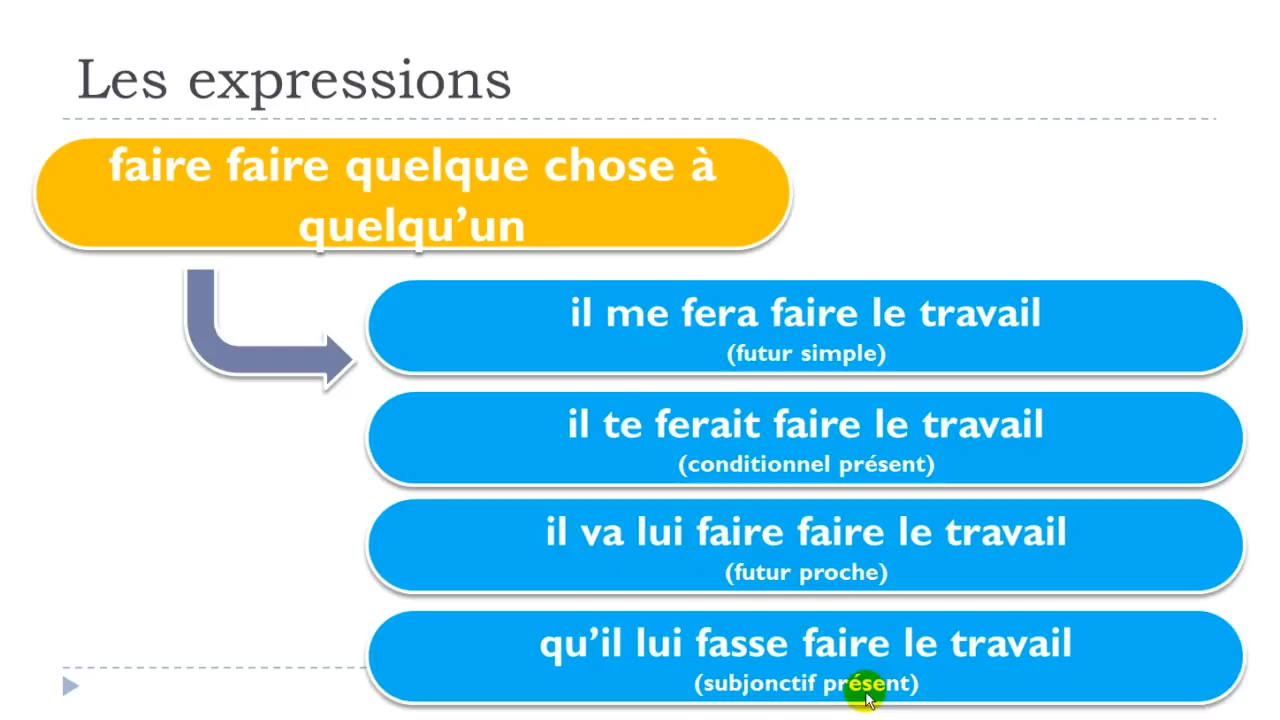 Les expressions
faire faire quelque chose à
quelqu’un
il me fera faire le travail
(futur simple)
il te ferait faire le travail
(conditionnel présent)
il va lui faire faire le travail
(futur proche)
qu’il lui fasse faire le travail
(subjonctif présent)